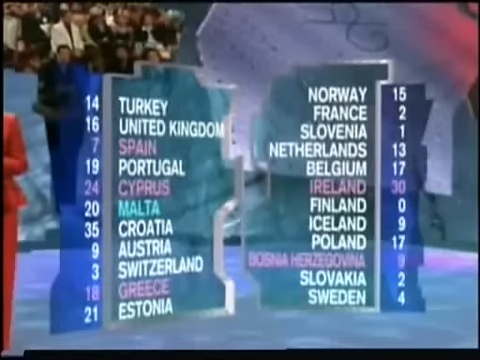 14 TURKEY
16 UNITED KINGDOM
7 SPAIN
19 PORTUGAL
24 CYPRUS
20 MALTA
35 CROATIA
9 AUSTRIA
3 SWITZERLAND
18 GREECE
21 ESTONIA
NORWAY 15
FRANCE 2
SLOVENIA 1
NETHERLANDS 13
BELGIUM 17
IRELAND 30
FINLAND 0
ICELAND 9
POLAND 17
BOSNIA HERZEGOVINA 9
SLOVAKIA 2
SWEDEN 4